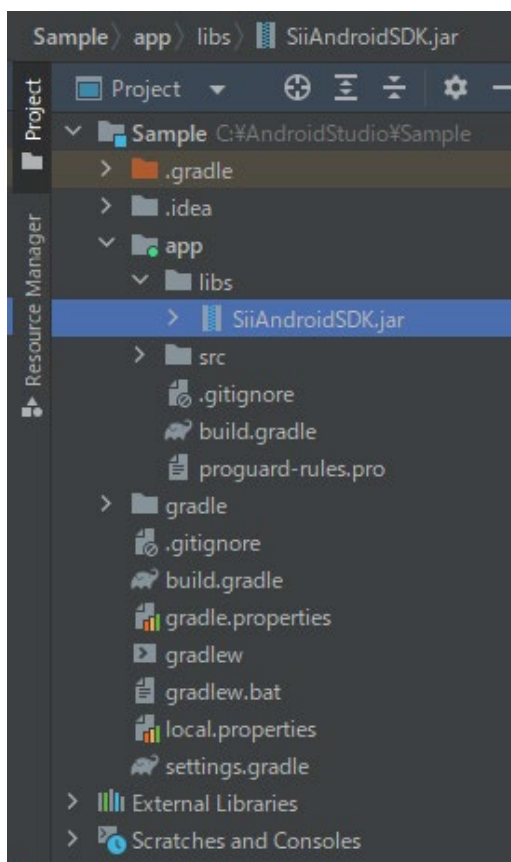 Sample app libs SiiAndroidSDK.jar
Project
Project
Resource Manager
Sample C:¥AndroidStudio¥Sample
.gradle
.idea
app
libs
SiiAndroidSDK.jar
src
.gitignore
build.gradle
proguard-rules.pro
gradle
.gitignore
build.gradle
gradle.properties
gradlew
gradlew.bat
local.properties
settings.gradle
External Libraries
Scratches and Consoles